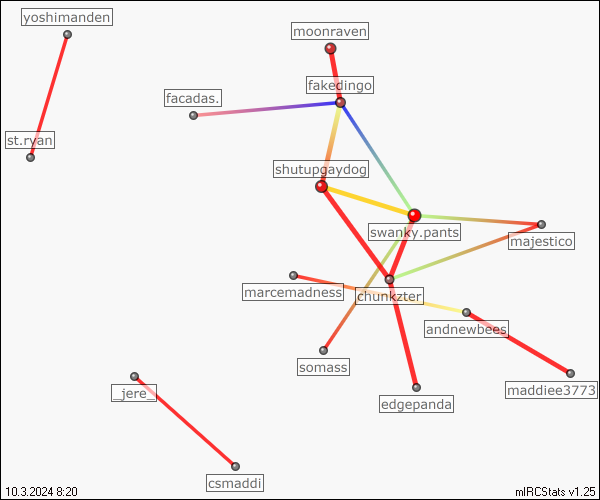 yoshimanden
moonraven
fakedingo
facadas.
st.ryan
shutupgaydog
swanky.pants
majestico
marcemadness
chunkzter
andnewbees
somass
maddiee3773
_jere_
edgepanda
csmaddi
10.3.2024 8:20
mIRCStats v1.25